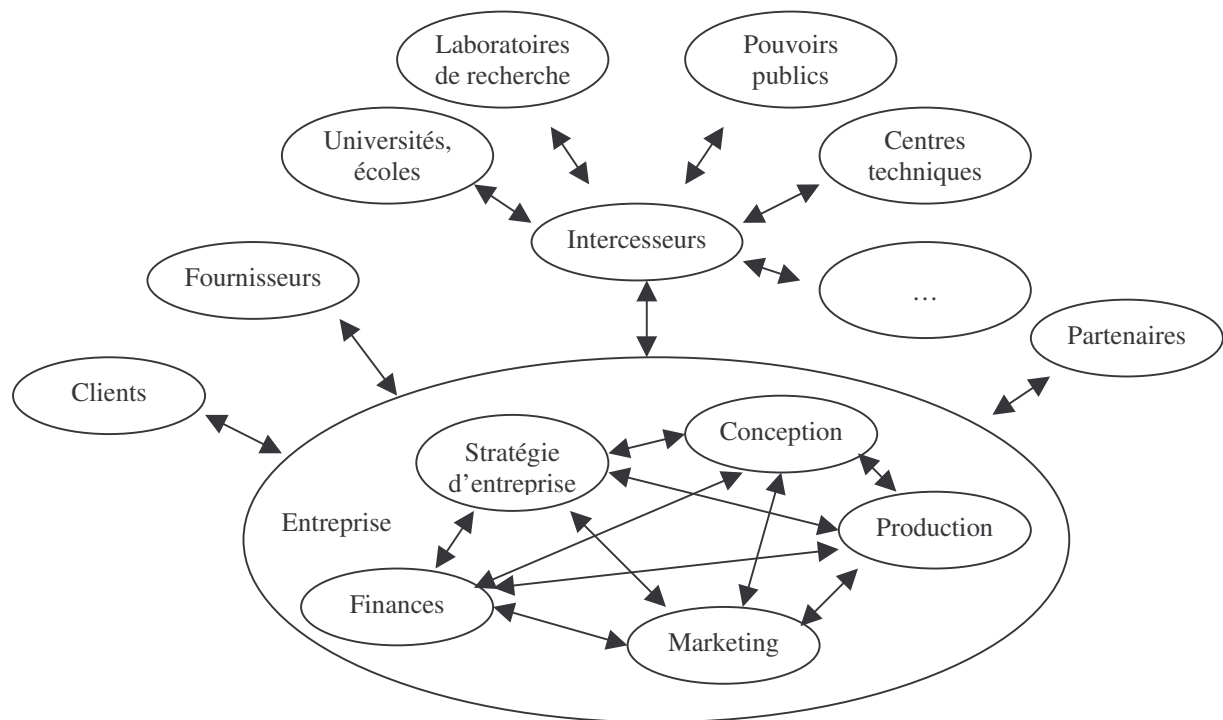 Laboratoires
de recherche
Pouvoirs
publics
Universités,
écoles
Centres
techniques
Intercesseurs
Fournisseurs
…
Partenaires
Clients
Conception
Stratégie
d’entreprise
Entreprise
Production
Finances
Marketing